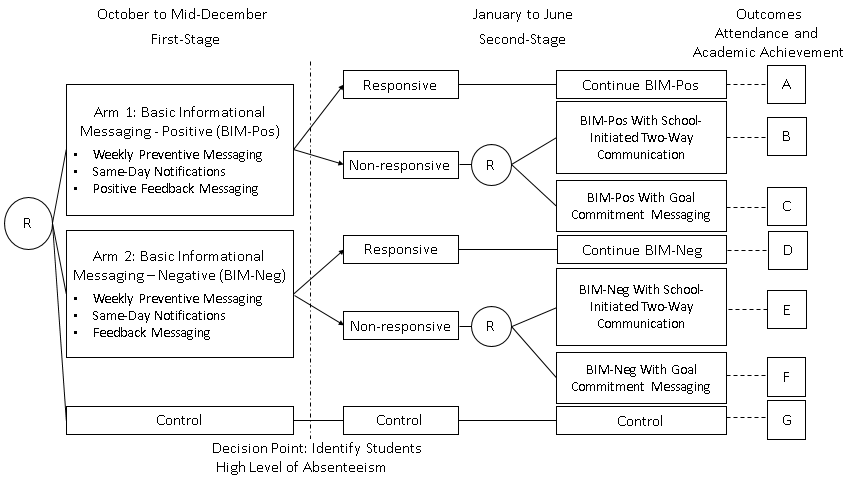 October to Mid-December
First-Stage
January to June
Second-Stage
Outcomes
Attendance and
Academic Achievement
R
Arm 1: Basic Informational
Messaging - Positive (BIM-Pos)
• Weekly Preventive Messaging
• Same-Day Notifications
• Positive Feedback Messaging
Responsive
Continue BIM-Pos
A
Non-responsive
R
BIM-Pos With School-
Initiated Two-Way
Communication
B
BIM-Pos With Goal
Commitment Messaging
C
Arm 2: Basic Informational
Messaging – Negative (BIM-Neg)
• Weekly Preventive Messaging
• Same-Day Notifications
• Feedback Messaging
Responsive
Continue BIM-Neg
D
Non-responsive
R
BIM-Neg With School-
Initiated Two-Way
Communication
E
BIM-Neg With Goal
Commitment Messaging
F
Control
Control
Control
G
Decision Point: Identify Students
High Level of Absenteeism